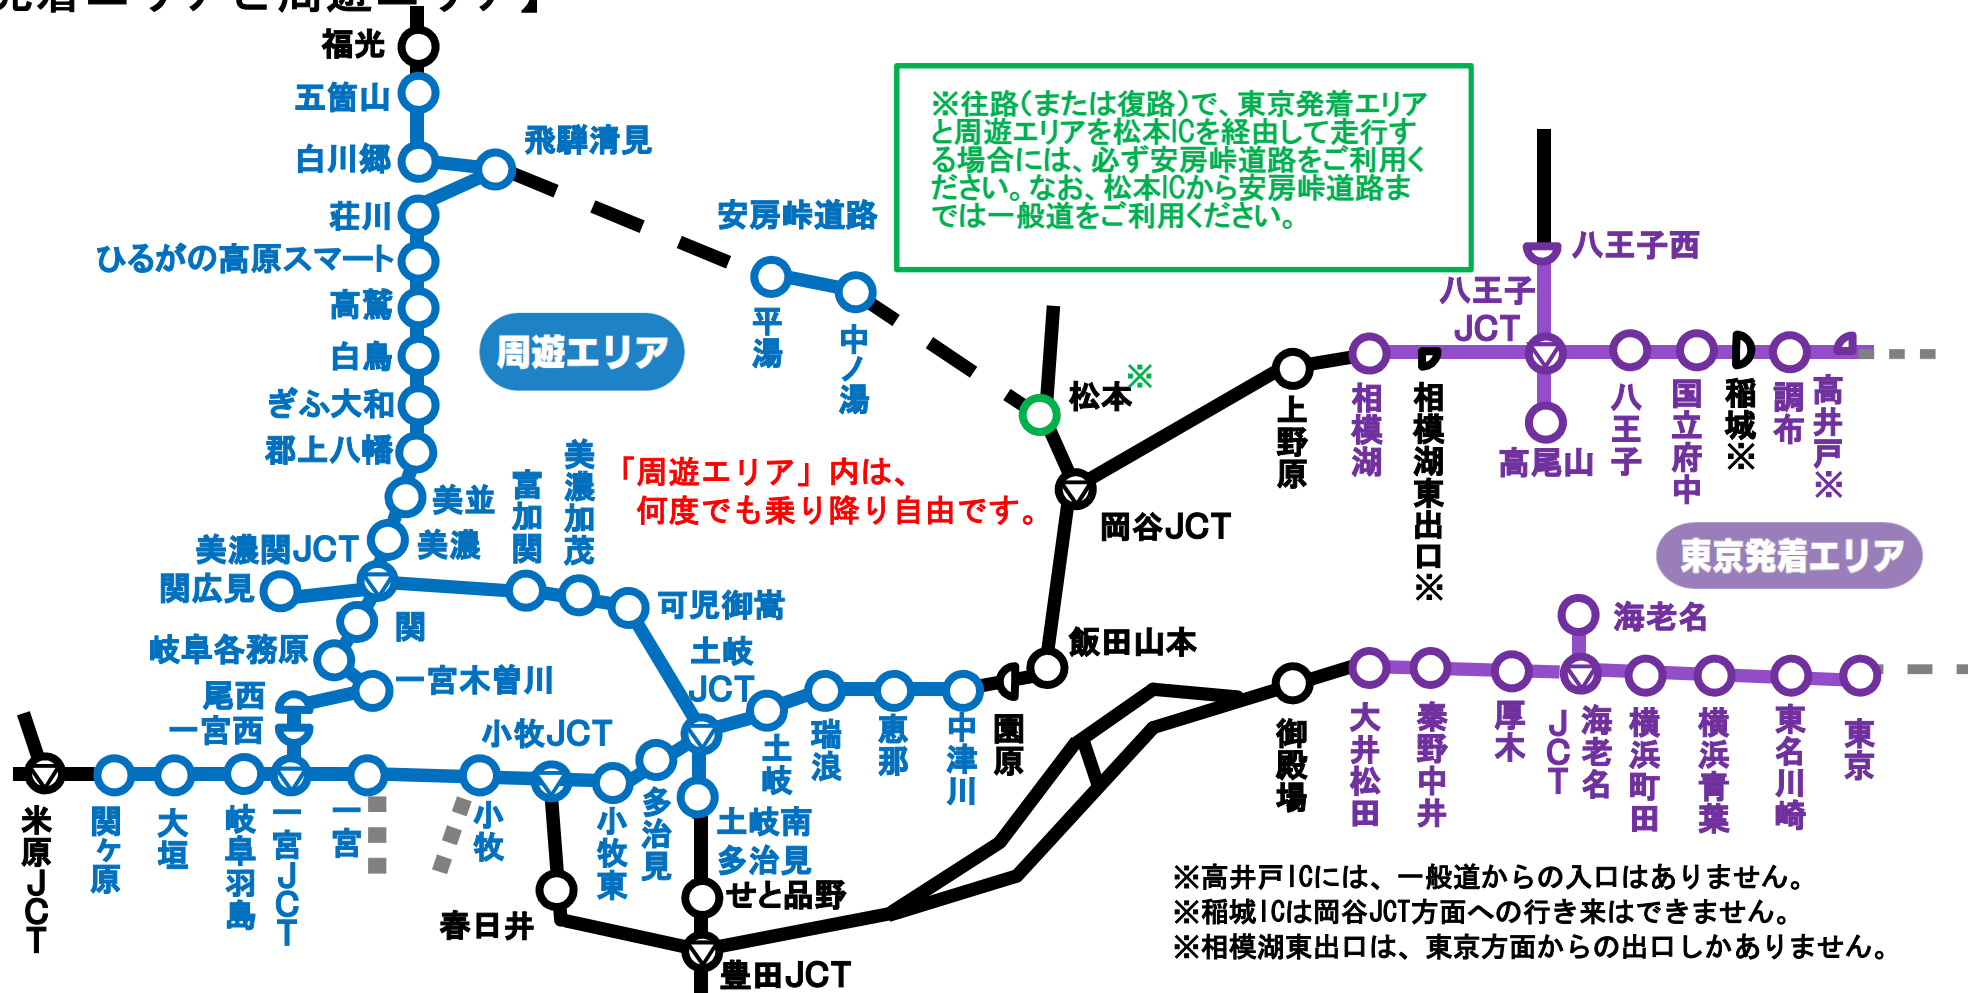 発着エリアと周遊エリア】
福光
五箇山
白川郷
飛騨清見
荘川
ひるがの高原スマート
高鷲
白鳥
ぎふ大和
郡上八幡
美並
美濃
美濃関JCT
関広見
関
岐阜各務原
一宮木曽川
尾西
一宮西
富加関
美濃加茂
可児御嵩
土岐
JCT
小牧JCT
米原JCT
関ヶ原
大垣
岐阜羽島
一宮JCT
一宮
小牧
小牧東
多治見
土岐
瑞浪
恵那
中津川
園原
土岐南
多治見
せと品野
春日井
豊田JCT
周遊エリア
安房峠道路
平湯
中ノ湯
松本※
※往路(または復路)で、東京発着エリア
と周遊エリアを松本ICを経由して走行す
る場合には、必ず安房峠道路をご利用く
ださい。なお、松本ICから安房峠道路ま
では一般道をご利用ください。
「周遊エリア」内は、
何度でも乗り降り自由です。
岡谷JCT
飯田山本
上野原
相模湖
相模湖東出口※
八王子西
八王子
JCT
高尾山
八王子
国立府中
稲城※
調布
高井戸※
東京発着エリア
御殿場
大井松田
秦野中井
厚木
海老名
海老名
JCT
横浜町田
横浜青葉
東名川崎
東京
※高井戸ICには、一般道からの入口はありません。
※稲城ICは岡谷JCT方面への行き来はできません。
※相模湖東出口は、東京方面からの出口しかありません。